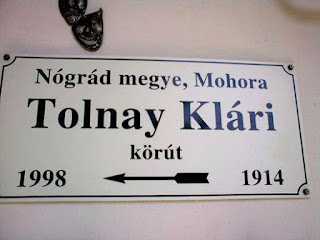 Nógrád megye, Mohora
Tolnay Klári
körút
1998 1914